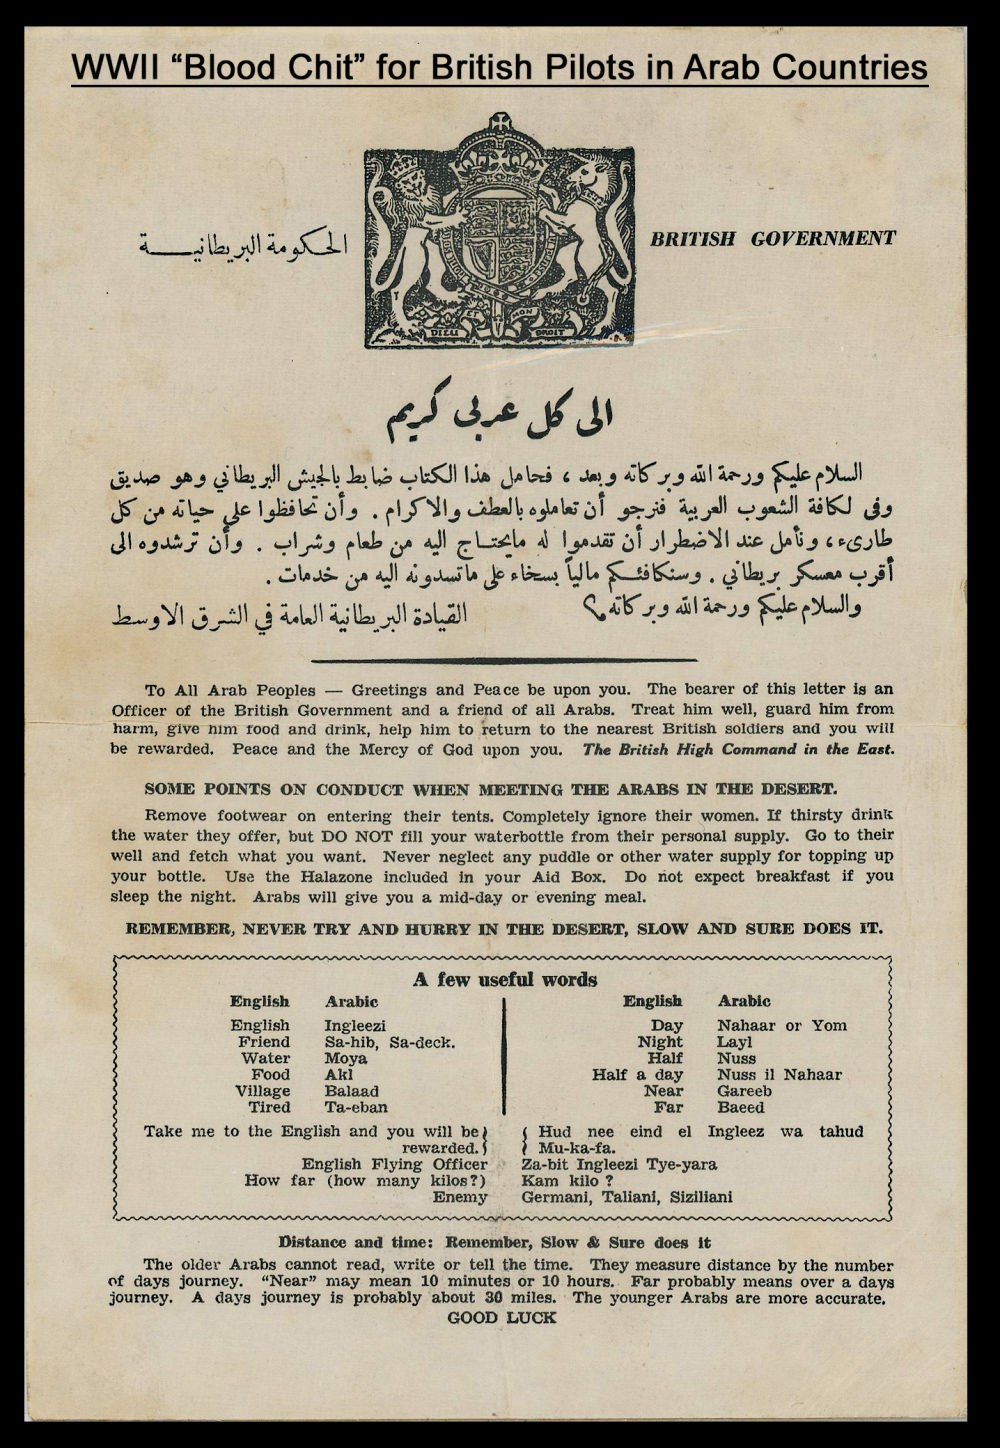 WWII “Blood Chit” for British Pilots in Arab Countries
الحكومة البريطانيـــــة
BRITISH GOVERNMENT
DIEU ET MON DROIT
الى كل عربى كريم
السلام عليكم ورحمة الله وبركاته وبعد ، فحامل هذا الكتاب ضابط بالجيش البريطاني وهو صديق
وفى لكافة الشعوب العربية فنرجو أن تعاملوه بالعطف والاكرام . وأن تحافظوا على حياته من كل
طارىء ، ونأمل عند الاضطرار أن تقدموا له مايحتــاج اليه من طعام وشراب . وأن ترشدوه الى
أقرب معسكر بريطاني . وسنكافئــكم مالياً بسخاء على ماتسدونه اليه من خدمات .
والسلام عليكم ورحمة الله وبركاته
القيادة البريطانية العامة في الشرق الاوسط
To All Arab Peoples — Greetings and Peace be upon you. The bearer of this letter is an
Officer of the British Government and a friend of all Arabs. Treat him well, guard him from
harm, give him food and drink, help him to return to the nearest British soldiers and you will
be rewarded. Peace and the Mercy of God upon you. The British High Command in the East.
SOME POINTS ON CONDUCT WHEN MEETING THE ARABS IN THE DESERT.
Remove footwear on entering their tents. Completely ignore their women. If thirsty drink
the water they offer, but DO NOT fill your waterbottle from their personal supply. Go to their
well and fetch what you want. Never neglect any puddle or other water supply for topping up
your bottle. Use the Halazone included in your Aid Box. Do not expect breakfast if you
sleep the night. Arabs will give you a mid-day or evening meal.
REMEMBER, NEVER TRY AND HURRY IN THE DESERT, SLOW AND SURE DOES IT.
A few useful words
English Arabic
English Ingleezi
Friend Sa-hib, Sa-deck.
Water Moya
Food Akl
Village Balaad
Tired Ta-eban
English Arabic
Day Nahaar or Yom
Night Layl
Half Nuss
Half a day Nuss il Nahaar
Near Gareeb
Far Baeed
Take me to the English and you will be } { Hud nee eind el Ingleez wa tahud
rewarded. } { Mu-ka-fa.
English Flying Officer Za-bit Ingleezi Tye-yara
How far (how many kilos?) Kam kilo ?
Enemy Germani, Taliani, Siziliani
Distance and time: Remember, Slow & Sure does it
The older Arabs cannot read, write or tell the time. They measure distance by the number
of days journey. “Near” may mean 10 minutes or 10 hours. Far probably means over a days
journey. A days journey is probably about 30 miles. The younger Arabs are more accurate.
GOOD LUCK